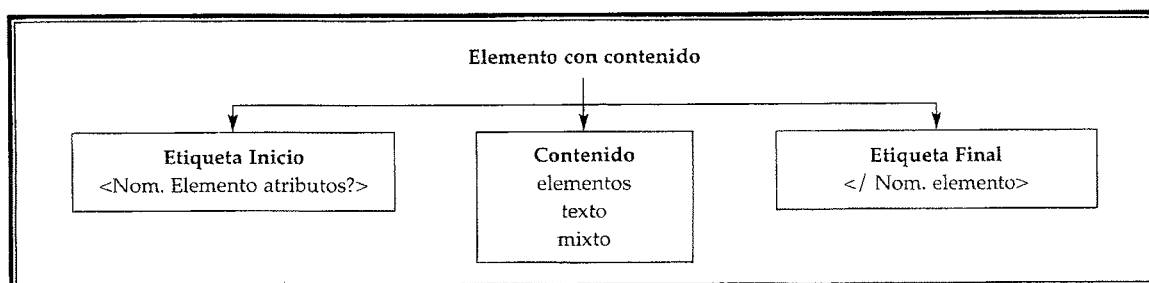 Elemento con contenido
Etiqueta Inicio
<Nom. Elemento atributos?>
Contenido
elementos
texto
mixto
Etiqueta Final
</ Nom. elemento>